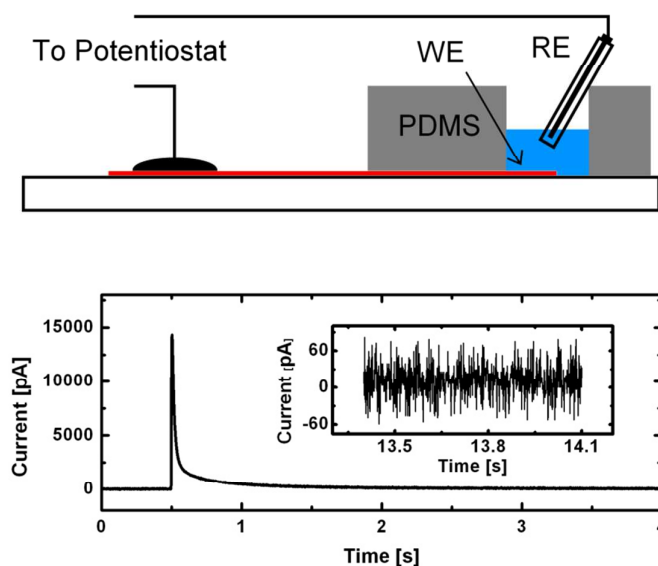 To Potentiostat
WE
RE
PDMS
15000
10000
5000
0
Current [pA]
0
1
2
3
4
Time [s]
60
0
-60
Current [pA]
13.5
13.8
14.1
Time [s]